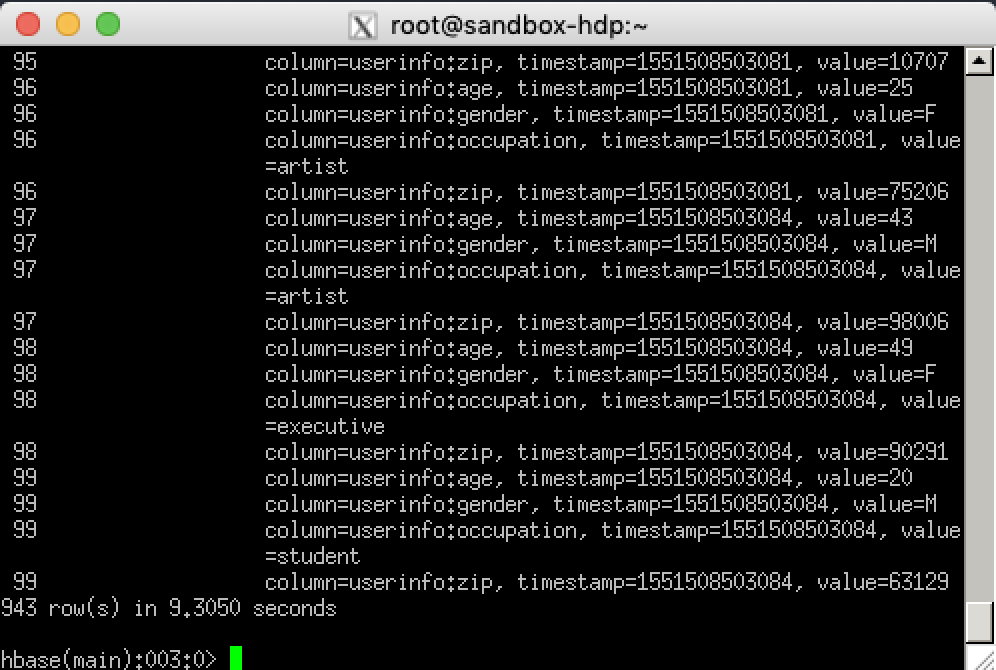 root@sandbox-hdp:~
95 column=userinfo:zip, timestamp=1551508503081, value=10707
96 column=userinfo:age, timestamp=1551508503081, value=25
96 column=userinfo:gender, timestamp=1551508503081, value=F
96 column=userinfo:occupation, timestamp=1551508503081, value
=artist
96 column=userinfo:zip, timestamp=1551508503081, value=75206
97 column=userinfo:age, timestamp=1551508503084, value=43
97 column=userinfo:gender, timestamp=1551508503084, value=M
97 column=userinfo:occupation, timestamp=1551508503084, value
=artist
97 column=userinfo:zip, timestamp=1551508503084, value=98006
98 column=userinfo:age, timestamp=1551508503084, value=49
98 column=userinfo:gender, timestamp=1551508503084, value=F
98 column=userinfo:occupation, timestamp=1551508503084, value
=executive
98 column=userinfo:zip, timestamp=1551508503084, value=90291
99 column=userinfo:age, timestamp=1551508503084, value=20
99 column=userinfo:gender, timestamp=1551508503084, value=M
99 column=userinfo:occupation, timestamp=1551508503084, value
=student
99 column=userinfo:zip, timestamp=1551508503084, value=63129
943 row(s) in 9.3050 seconds
hbase(main):003:0>